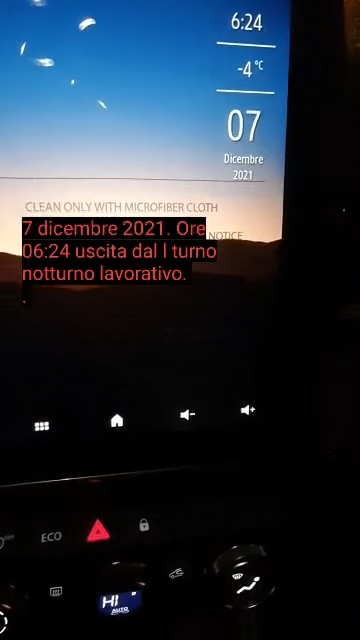 6:24
-4°C
07
Dicembre
2021
CLEAN ONLY WITH MICROFIBER CLOTH
NOTICE
7 dicembre 2021. Ore
06:24 uscita dal l turno
notturno lavorativo.
ECO
HI
AUTO